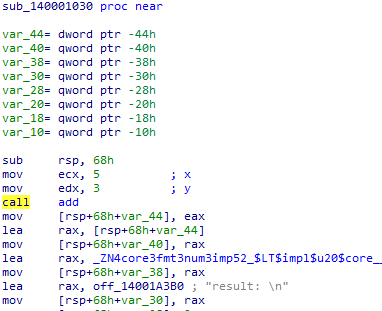 sub_140001030 proc near
var_44= dword ptr -44h
var_40= qword ptr -40h
var_38= qword ptr -38h
var_30= qword ptr -30h
var_28= qword ptr -28h
var_20= qword ptr -20h
var_18= qword ptr -18h
var_10= qword ptr -10h
sub rsp, 68h
mov ecx, 5 ; x
mov edx, 3 ; y
call add
mov [rsp+68h+var_44], eax
lea rax, [rsp+68h+var_44]
mov [rsp+68h+var_40], rax
lea rax, _ZN4core3fmt3num3imp52_$LT$impl$u20$core_
mov [rsp+68h+var_38], rax
lea rax, off_14001A3B0 ; "result: \n"
mov [rsp+68h+var_30], rax